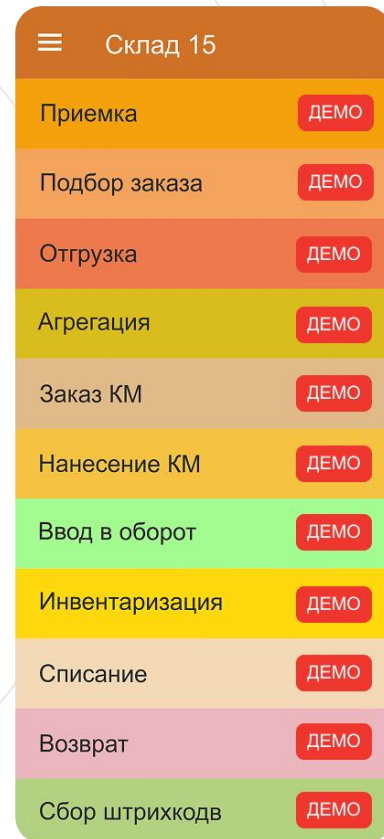 Склад 15
Приемка ДЕМО
Подбор заказа ДЕМО
Отгрузка ДЕМО
Агрегация ДЕМО
Заказ КМ ДЕМО
Нанесение КМ ДЕМО
Ввод в оборот ДЕМО
Инвентаризация ДЕМО
Списание ДЕМО
Возврат ДЕМО
Сбор штрихкодв ДЕМО